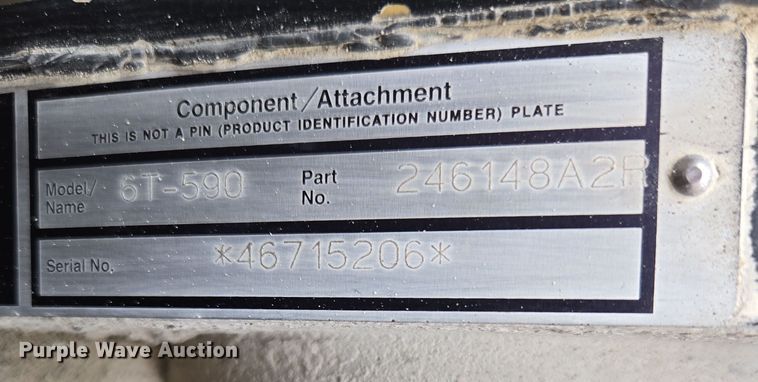 Component/Attachment
THIS IS NOT A PIN (PRODUCT IDENTIFICATION NUMBER) PLATE
Model/Name 6T-590 Part No. 246148A2R
Serial No. *46715206*
Purple Wave Auction